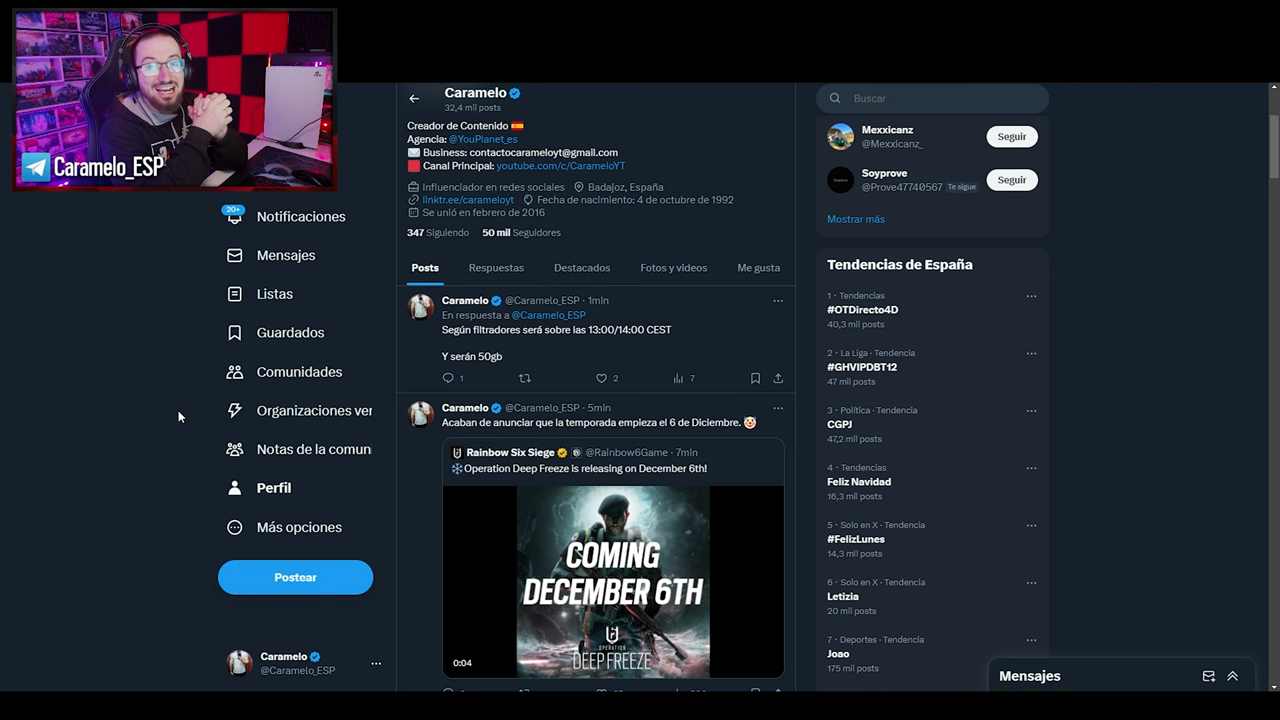 Caramelo_ESP
20+
Notificaciones
Mensajes
Listas
Guardados
Comunidades
Organizaciones ver
Notas de la comuni
Perfil
Más opciones
Postear
Caramelo
@Caramelo_ESP
Caramelo
32,4 mil posts
Creador de Contenido
Agencia: @YouPlanet_es
Business: contactocarameloyt@gmail.com
Canal Principal: youtube.com/c/CarameloYT
Influenciador en redes sociales Badajoz, España
linktr.ee/carameloyt Fecha de nacimiento: 4 de octubre de 1992
Se unió en febrero de 2016
347 Siguiendo 50 mil Seguidores
Posts Respuestas Destacados Fotos y videos Me gusta
Caramelo @Caramelo_ESP · 1min
En respuesta a @Caramelo_ESP
Según filtradores será sobre las 13:00/14:00 CEST
Y serán 50gb
1 2 7
Caramelo @Caramelo_ESP · 5min
Acaban de anunciar que la temporada empieza el 6 de Diciembre.
Rainbow Six Siege @Rainbow6Game · 7min
Operation Deep Freeze is releasing on December 6th!
COMING
DECEMBER 6TH
OPERATION
DEEP FREEZE
0:04
Buscar
Mexxicanz
@Mexxicanz_
Seguir
Soyprove
@Prove47740567 Te sigue
Seguir
Mostrar más
Tendencias de España
1 · Tendencias
#OTDirecto4D
40,3 mil posts
2 · La Liga · Tendencia
#GHVIPDBT12
47 mil posts
3 · Política · Tendencia
CGPJ
47,2 mil posts
4 · Tendencias
Feliz Navidad
16,3 mil posts
5 · Solo en X · Tendencia
#FelizLunes
14,3 mil posts
6 · Solo en X · Tendencia
Letizia
20 mil posts
7 · Deportes · Tendencia
Joao
175 mil posts
Mensajes